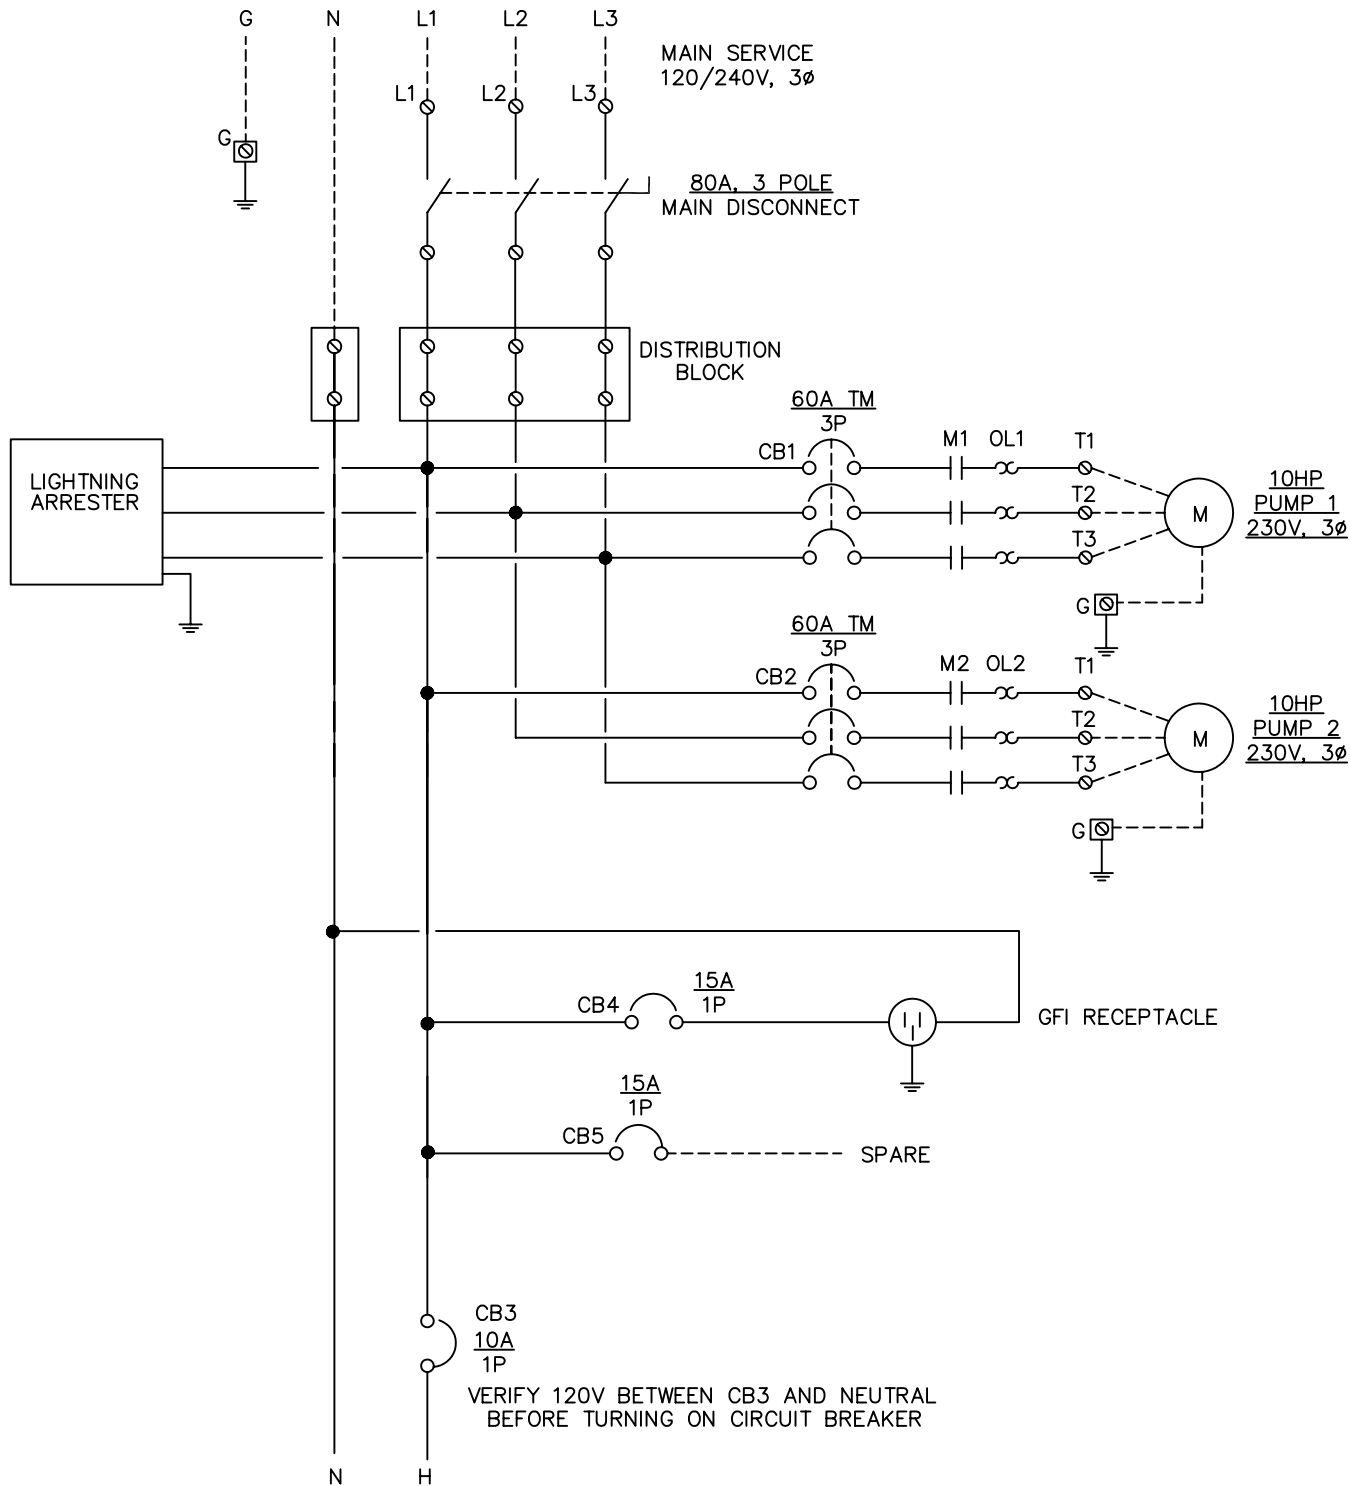 G N L1 L2 L3
MAIN SERVICE
120/240V, 3ø
L1 L2 L3
G
80A, 3 POLE
MAIN DISCONNECT
DISTRIBUTION
BLOCK
60A TM
3P
CB1 M1 OL1 T1
LIGHTNING
ARRESTER
10HP
PUMP 1
230V, 3ø
T2
M
T3
G
60A TM
3P
CB2 M2 OL2 T1
10HP
PUMP 2
230V, 3ø
T2
M
T3
G
15A
1P
CB4
GFI RECEPTACLE
15A
1P
CB5
SPARE
CB3
10A
1P
VERIFY 120V BETWEEN CB3 AND NEUTRAL
BEFORE TURNING ON CIRCUIT BREAKER
N H